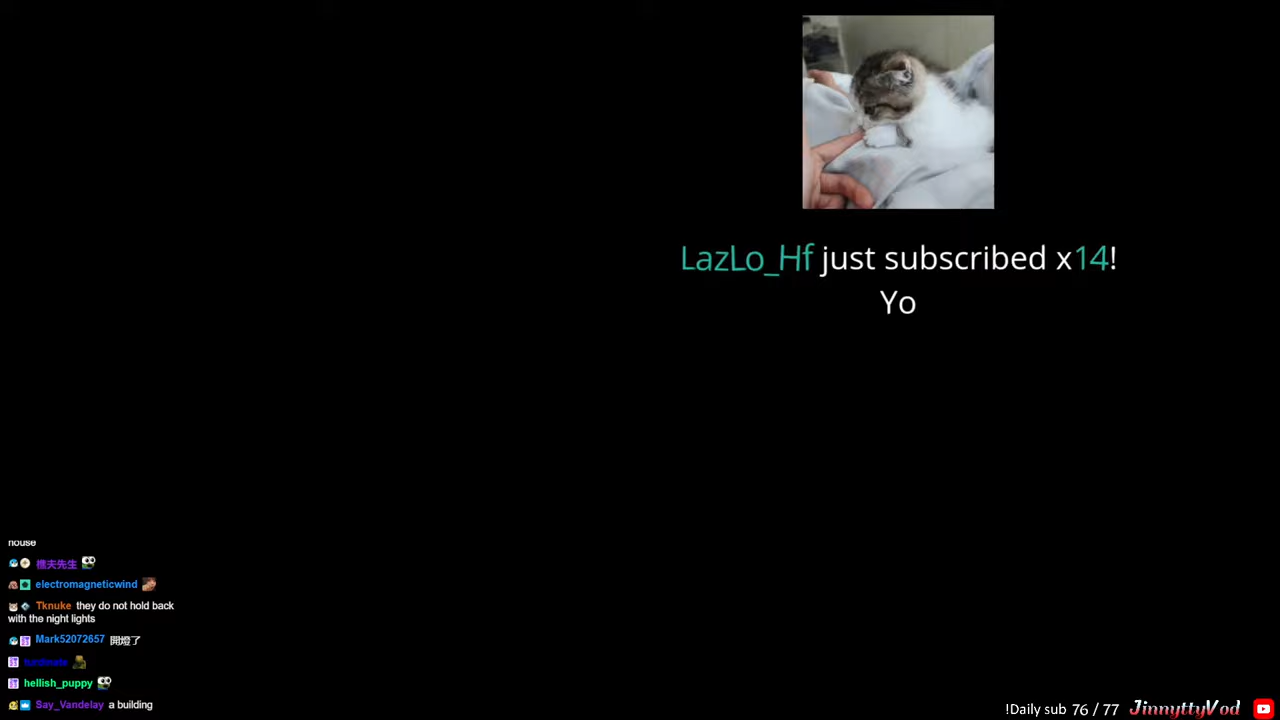 LazLo_Hf just subscribed x14!
Yo
house
樵夫先生
electromagneticwind
Tknuke they do not hold back
with the night lights
Mark52072657 開燈了
hellish_puppy
Say_Vandelay a building
!Daily sub 76 / 77 JinnyttyVod